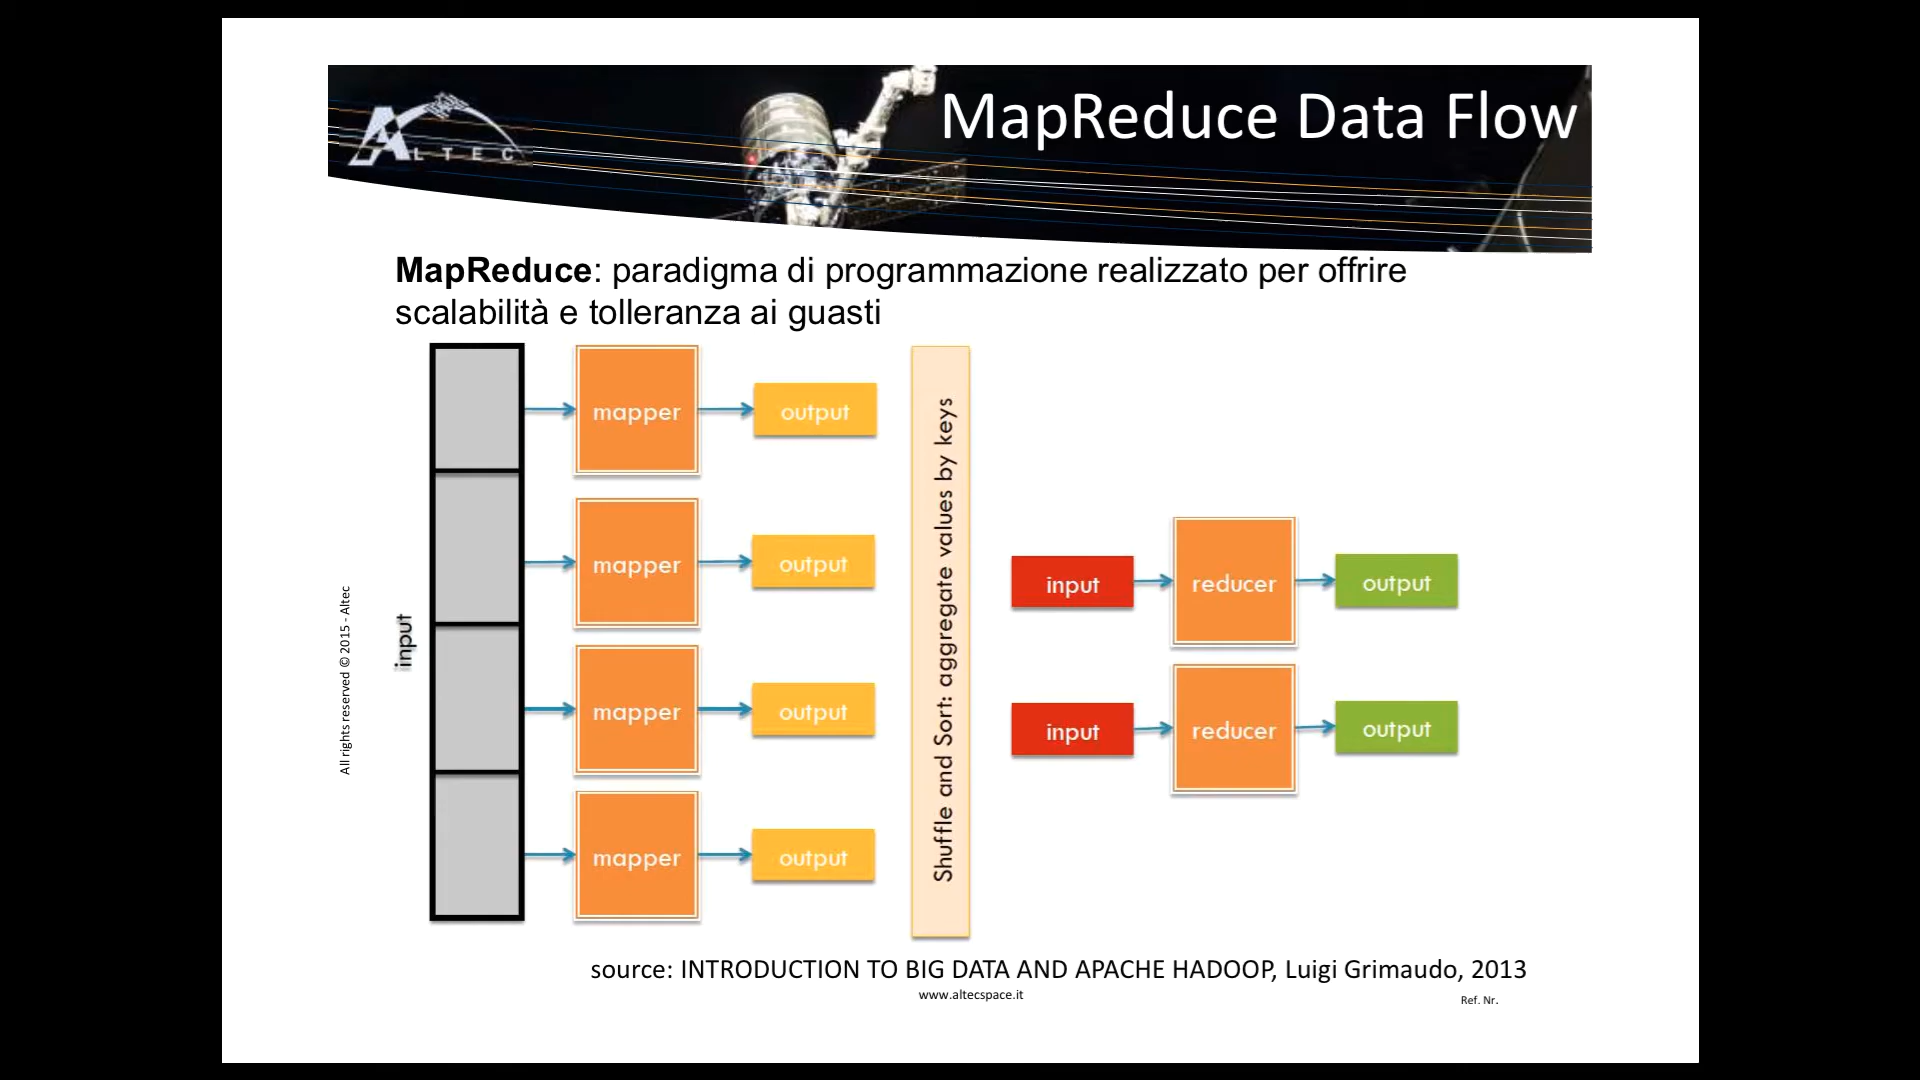 ALTEC
MapReduce Data Flow
MapReduce: paradigma di programmazione realizzato per offrire
scalabilità e tolleranza ai guasti
input
mapper
output
mapper
output
mapper
output
mapper
output
Shuffle and Sort: aggregate values by keys
input
reducer
output
input
reducer
output
All rights reserved © 2015 - Altec
source: INTRODUCTION TO BIG DATA AND APACHE HADOOP, Luigi Grimaudo, 2013
www.altecspace.it
Ref. Nr.